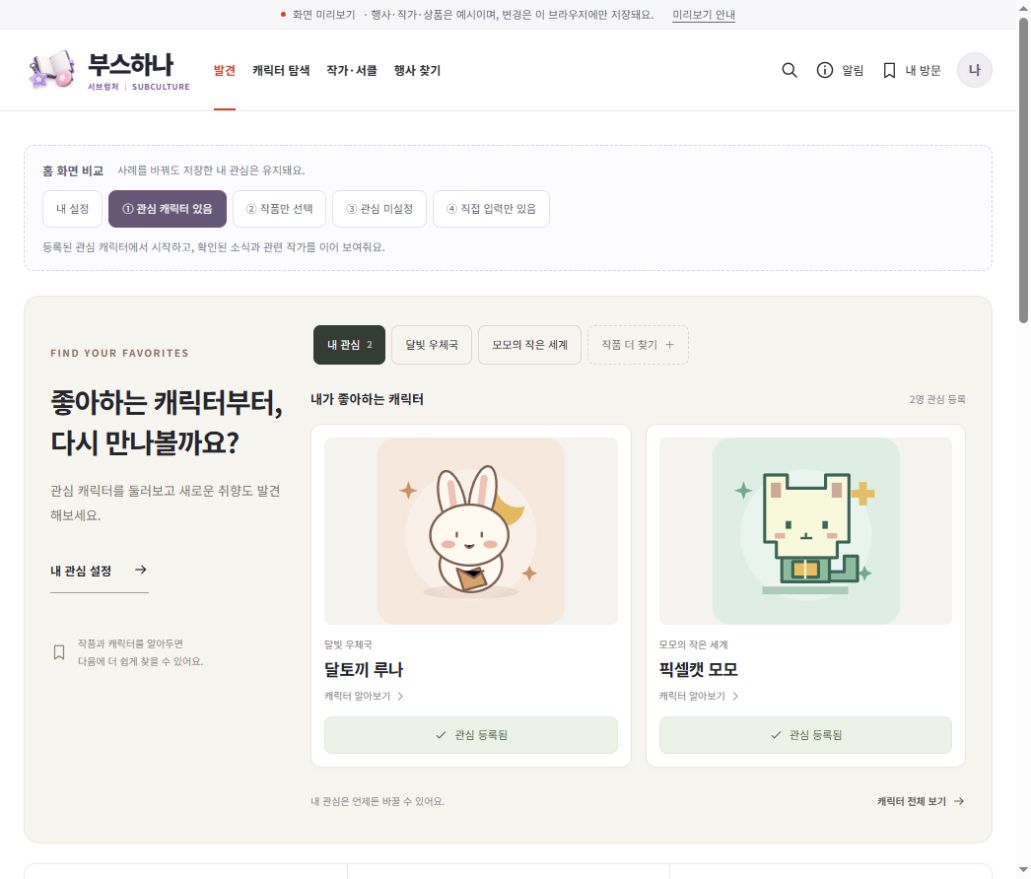 화면 미리보기 · 행사·작가·상품은 예시이며, 변경은 이 브라우저에만 저장돼요. 미리보기 안내
부스하나
서브컬처 | SUBCULTURE
발견 캐릭터 탐색 작가·서클 행사 찾기
알림 내 방문 나
홈 화면 비교 사례를 바꿔도 저장한 내 관심은 유지돼요.
내 설정 ① 관심 캐릭터 있음 ② 작품만 선택 ③ 관심 미설정 ④ 직접 입력만 있음
등록된 관심 캐릭터에서 시작하고, 확인된 소식과 관련 작가를 이어 보여줘요.
FIND YOUR FAVORITES
좋아하는 캐릭터부터,
다시 만나볼까요?
관심 캐릭터를 둘러보고 새로운 취향도 발견
해보세요.
내 관심 설정 →
작품과 캐릭터를 알아두면
다음에 더 쉽게 찾을 수 있어요.
내 관심 2 달빛 우체국 모모의 작은 세계 작품 더 찾기 +
내가 좋아하는 캐릭터 2명 관심 등록
달빛 우체국
달토끼 루나
캐릭터 알아보기 >
✓ 관심 등록됨
모모의 작은 세계
픽셀캣 모모
캐릭터 알아보기 >
✓ 관심 등록됨
내 관심은 언제든 바꿀 수 있어요. 캐릭터 전체 보기 →